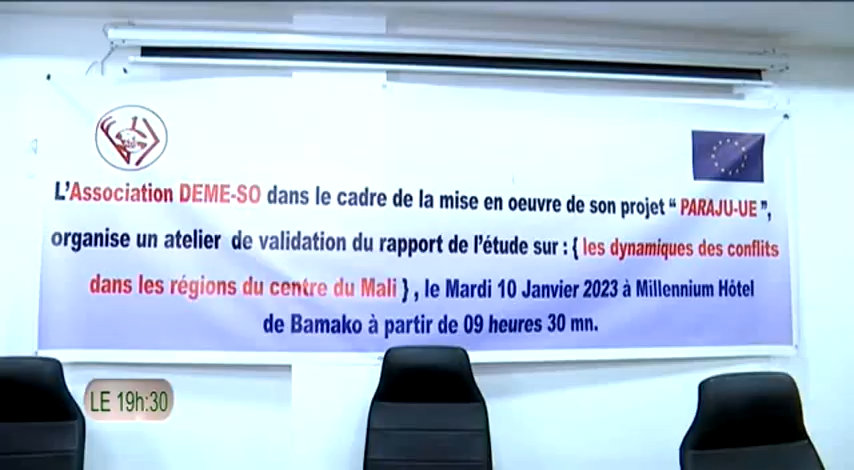 L'Association DEME-SO dans le cadre de la mise en oeuvre de son projet “ PARAJU-UE ”,
organise un atelier de validation du rapport de l'étude sur : { les dynamiques des conflits
dans les régions du centre du Mali } , le Mardi 10 Janvier 2023 à Millennium Hôtel
de Bamako à partir de 09 heures 30 mn.
LE 19h:30